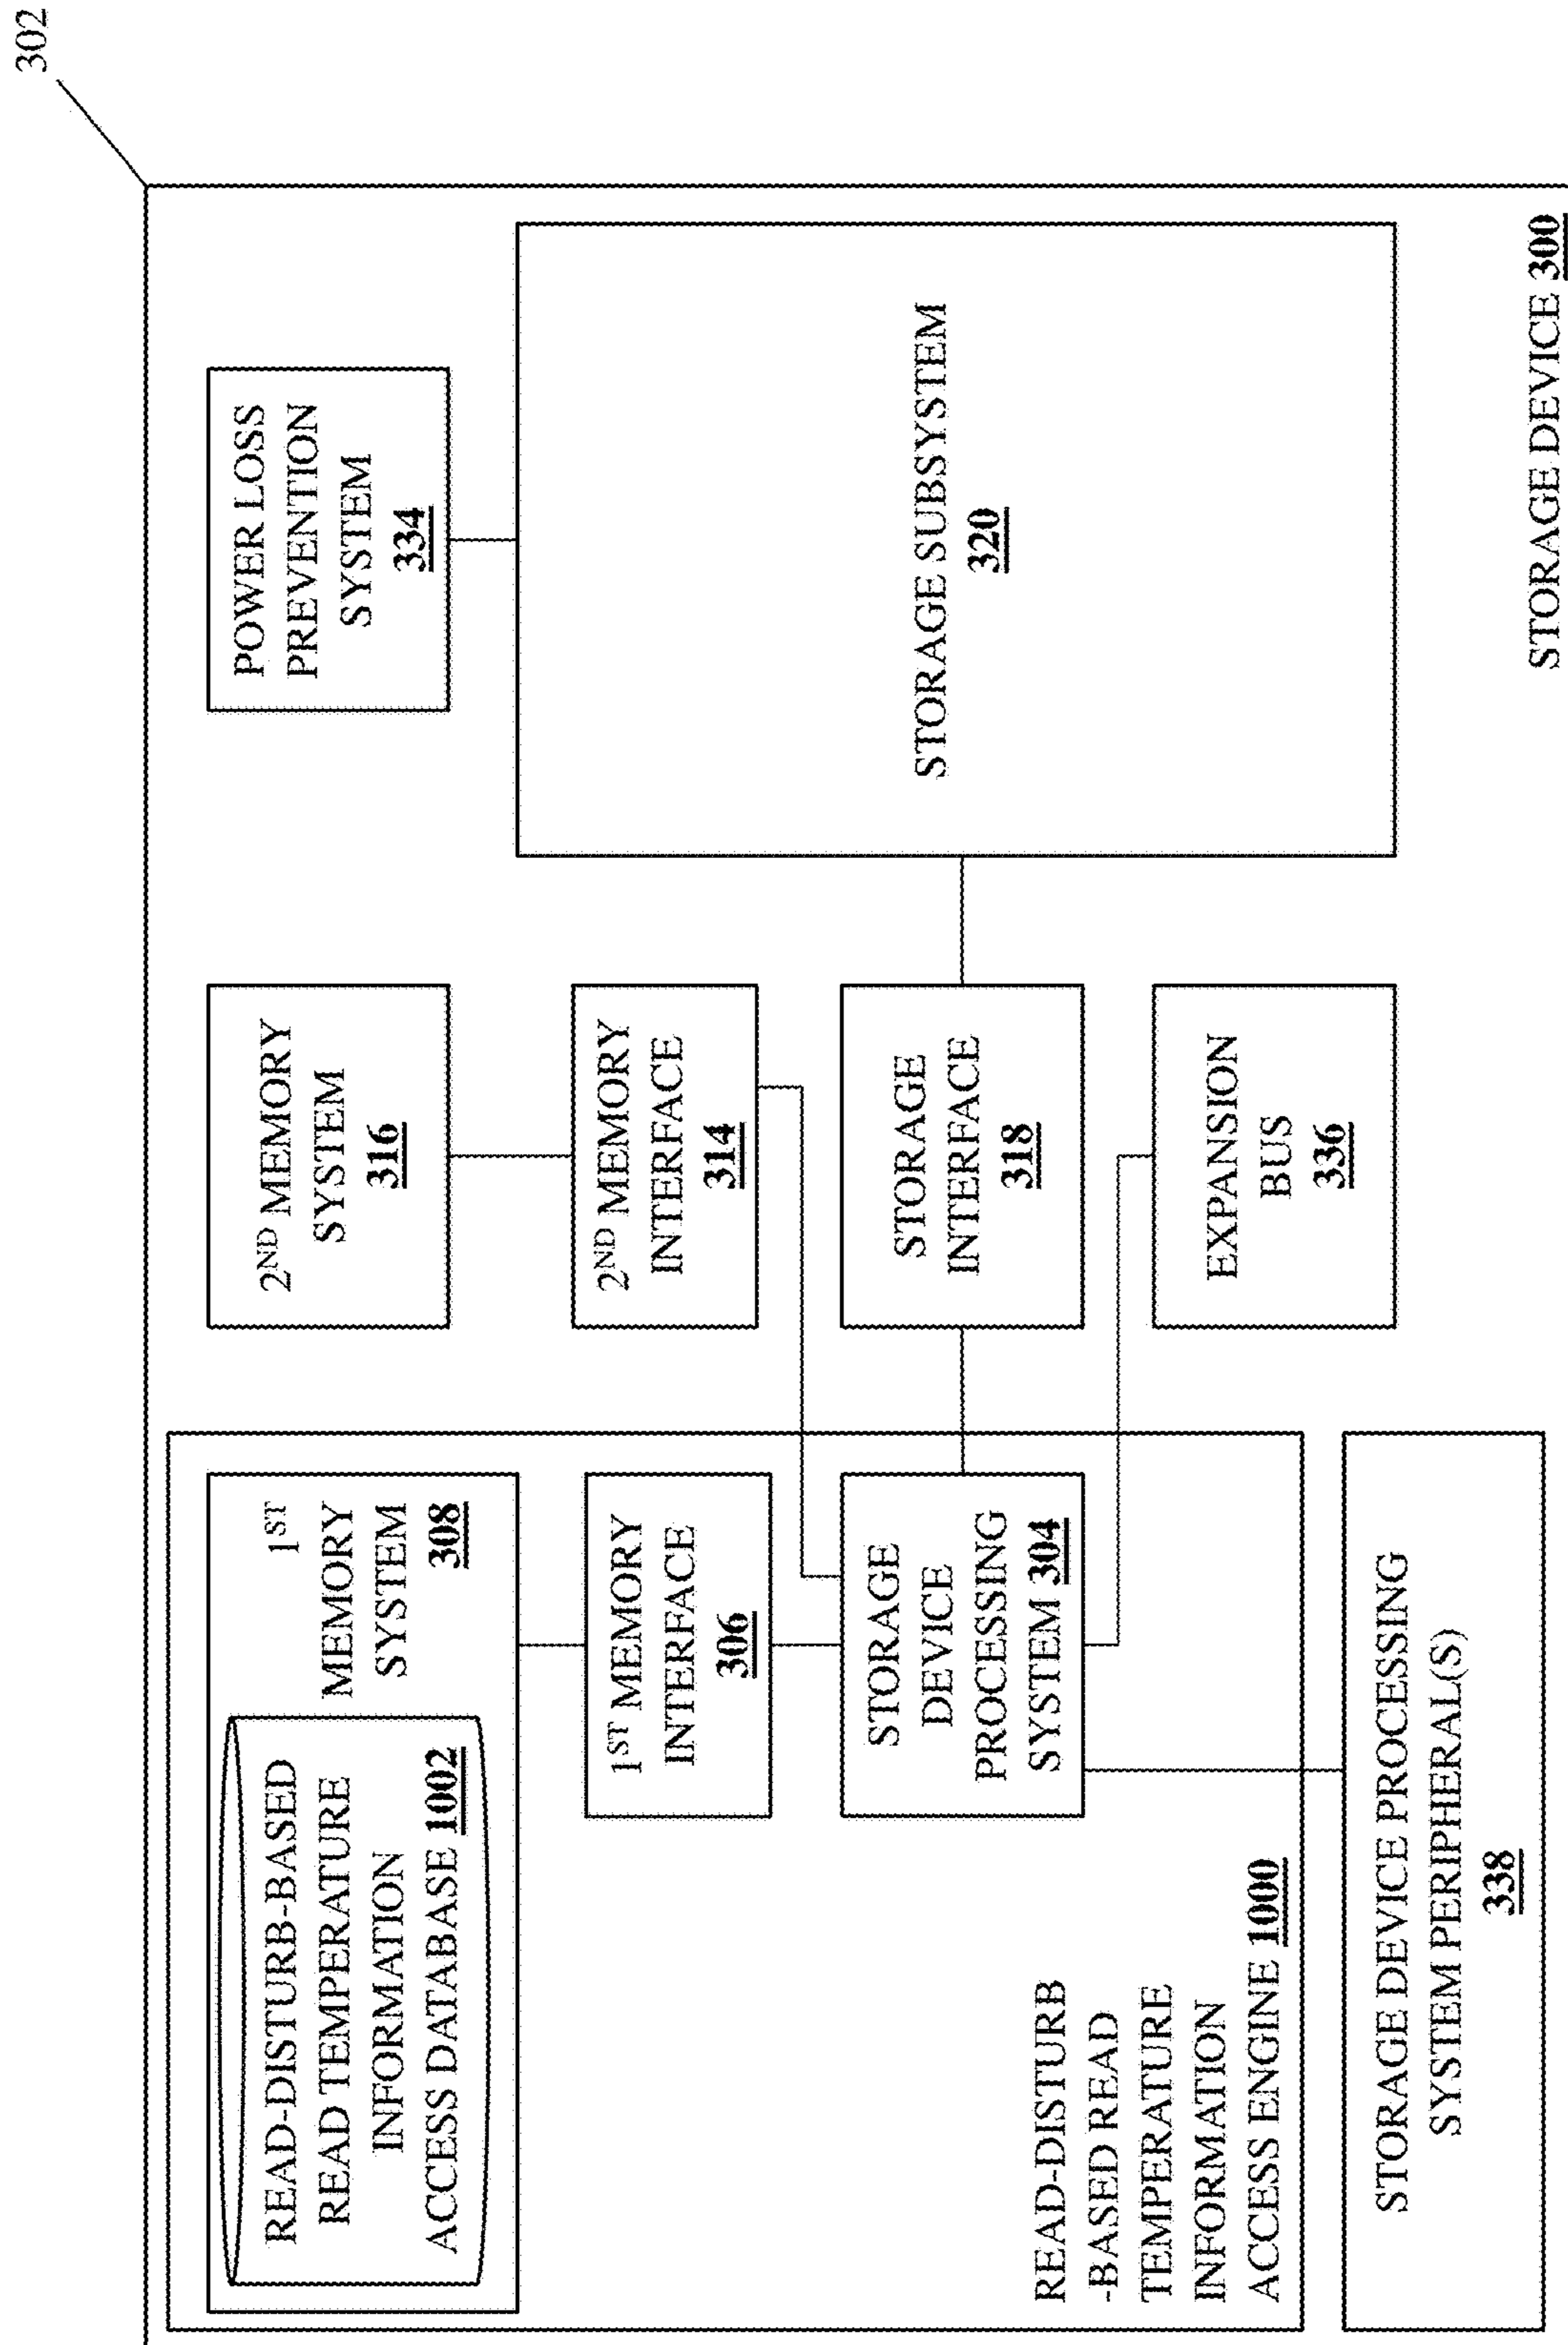 302
READ-DISTURB-BASED
READ TEMPERATURE
INFORMATION
ACCESS DATABASE 1002
1ST
MEMORY
SYSTEM
308
2ND MEMORY
SYSTEM
316
POWER LOSS
PREVENTION
SYSTEM
334
1ST MEMORY
INTERFACE
306
2ND MEMORY
INTERFACE
314
STORAGE SUBSYSTEM
320
STORAGE
DEVICE
PROCESSING
SYSTEM 304
STORAGE
INTERFACE
318
READ-DISTURB
-BASED READ
TEMPERATURE
INFORMATION
ACCESS ENGINE 1000
EXPANSION
BUS
336
STORAGE DEVICE PROCESSING
SYSTEM PERIPHERAL(S)
338
STORAGE DEVICE 300